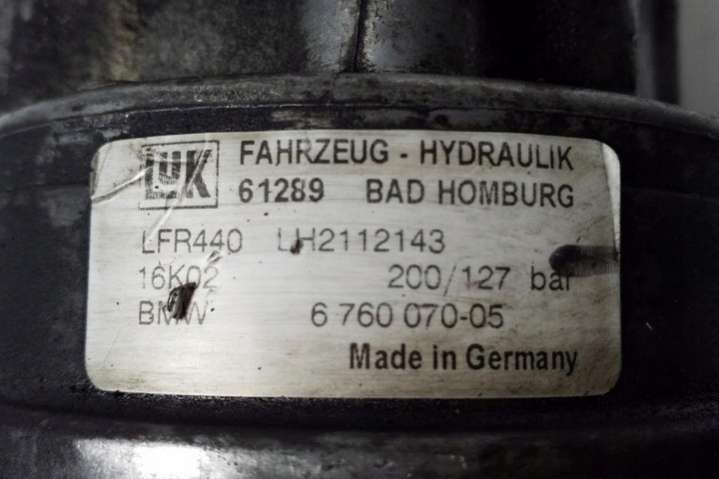 LuK FAHRZEUG - HYDRAULIK
61289 BAD HOMBURG
LFR440 LH2112143
16K02 200/127 bar
BMW 6 760 070-05
Made in Germany